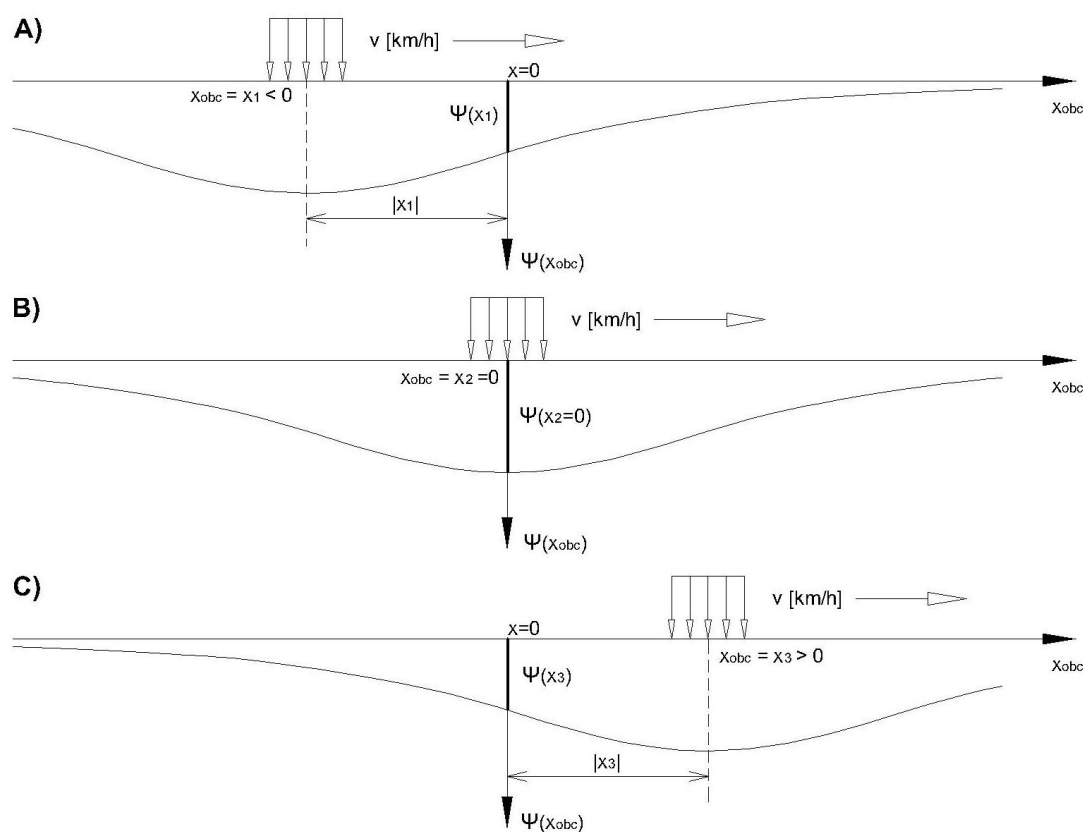 A)
v [km/h]
x=0
xobc = x1 < 0
Ψ(x1)
xobc
|x1|
Ψ(xobc)
B)
v [km/h]
xobc = x2 =0
xobc
Ψ(x2=0)
Ψ(xobc)
C)
v [km/h]
x=0
xobc = x3 > 0
xobc
Ψ(x3)
|x3|
Ψ(xobc)